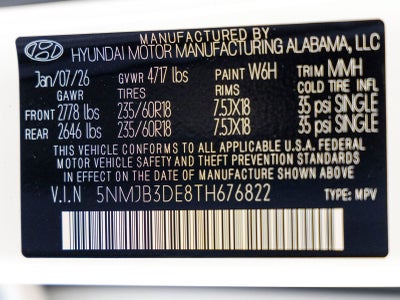 MANUFACTURED BY
HYUNDAI MOTOR MANUFACTURING ALABAMA, LLC
Jan/07/26 GVWR 4717 lbs PAINT W6H TRIM MMH
GAWR TIRES RIMS COLD TIRE INFL
FRONT 2778 lbs 235/60R18 7.5JX18 35 psi SINGLE
REAR 2646 lbs 235/60R18 7.5JX18 35 psi SINGLE
THIS VEHICLE CONFORMS TO ALL APPLICABLE U.S.A. FEDERAL
MOTOR VEHICLE SAFETY AND THEFT PREVENTION STANDARDS
IN EFFECT ON THE DATE OF MANUFACTURE SHOWN ABOVE.
V.I.N 5NMJB3DE8TH676822 TYPE: MPV